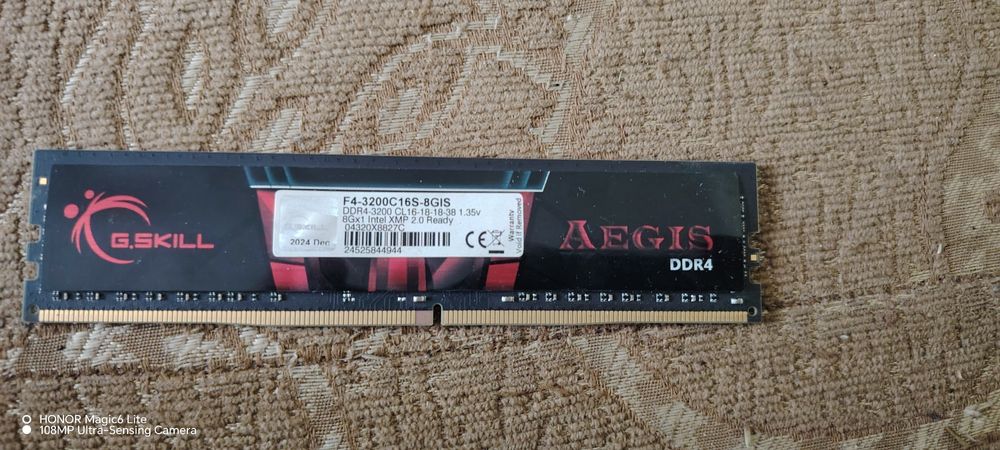 G.SKILL
F4-3200C16S-8GIS
DDR4-3200 CL16-18-18-38 1.35v
8Gx1 Intel XMP 2.0 Ready
04320X8827C
2024 Dec
24525844944
CE
Warranty
Void if Removed
AEGIS
DDR4
HONOR Magic6 Lite
108MP Ultra-Sensing Camera